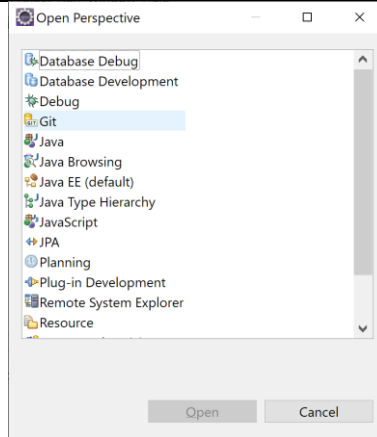 Open Perspective
Database Debug
Database Development
Debug
Git
Java
Java Browsing
Java EE (default)
Java Type Hierarchy
JavaScript
JPA
Planning
Plug-in Development
Remote System Explorer
Resource
Open
Cancel